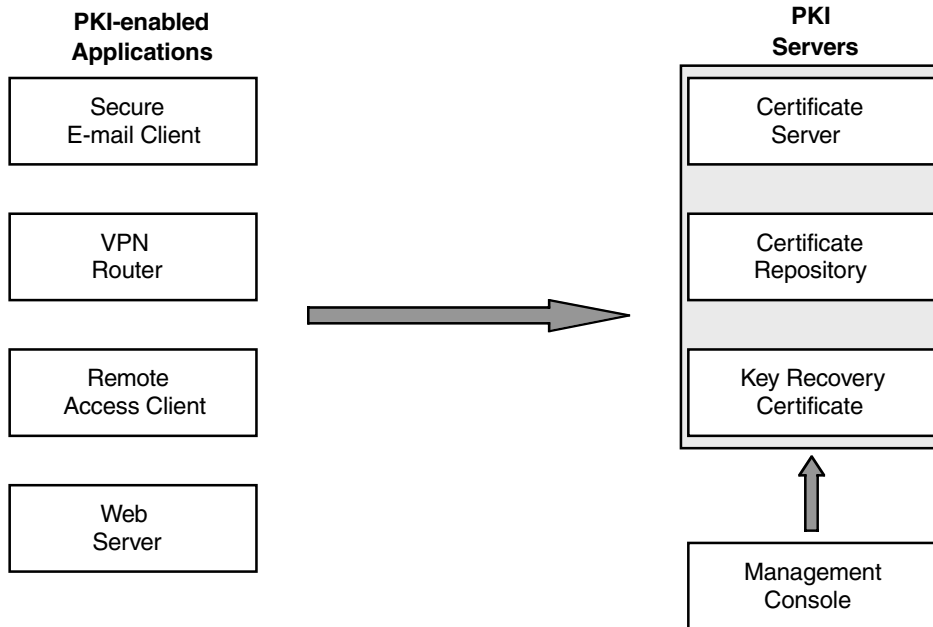 PKI-enabled
Applications
Secure
E-mail Client
VPN
Router
Remote
Access Client
Web
Server
PKI
Servers
Certificate
Server
Certificate
Repository
Key Recovery
Certificate
Management
Console